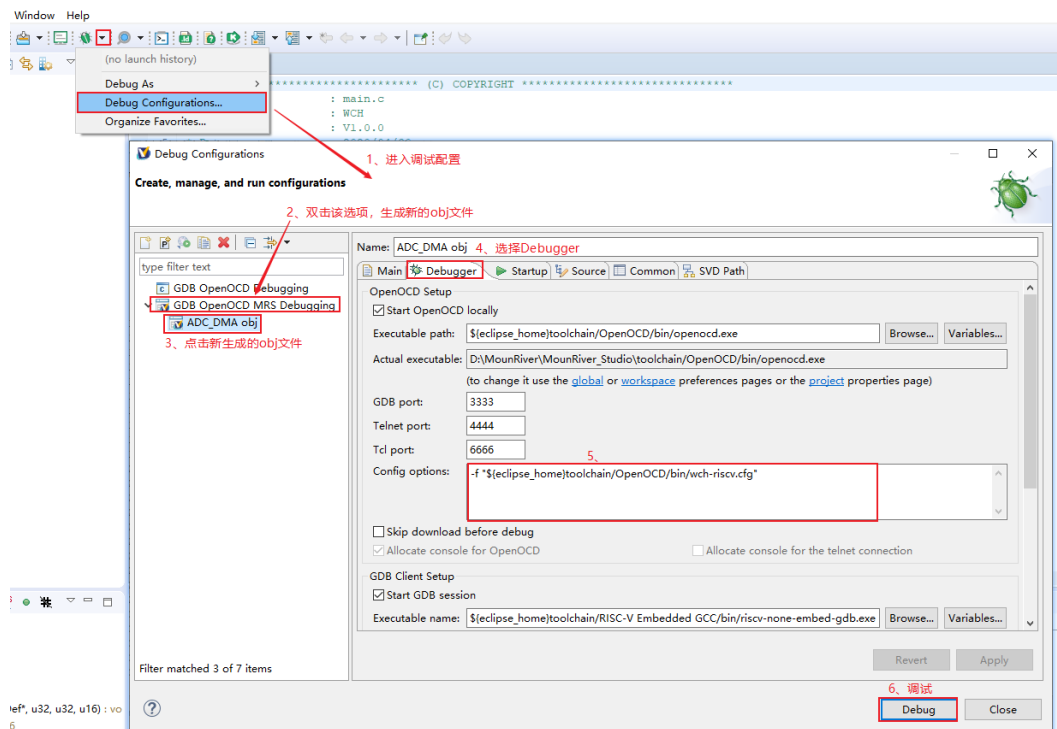 Window Help
(no launch history)
Debug As
Debug Configurations...
Organize Favorites...
********************** (C) COPYRIGHT *******************************
: main.c
: WCH
: V1.0.0
Debug Configurations
1、进入调试配置
Create, manage, and run configurations
2、双击该选项，生成新的obj文件
Name: ADC_DMA obj 4、选择Debugger
type filter text
Main Debugger Startup Source Common SVD Path
GDB OpenOCD Debugging
GDB OpenOCD MRS Debugging
ADC_DMA obj
3、点击新生成的obj文件
OpenOCD Setup
Start OpenOCD locally
Executable path: ${eclipse_home}toolchain/OpenOCD/bin/openocd.exe Browse... Variables...
Actual executable: D:\MounRiver\MounRiver_Studio\toolchain/OpenOCD/bin/openocd.exe
(to change it use the global or workspace preferences pages or the project properties page)
GDB port: 3333
Telnet port: 4444
Tcl port: 6666
5、
Config options: -f "${eclipse_home}toolchain/OpenOCD/bin/wch-riscv.cfg"
Skip download before debug
Allocate console for OpenOCD Allocate console for the telnet connection
GDB Client Setup
Start GDB session
Executable name: ${eclipse_home}toolchain/RISC-V Embedded GCC/bin/riscv-none-embed-gdb.exe Browse... Variables...
Filter matched 3 of 7 items
Revert Apply
6、调试
Debug Close
ef*, u32, u32, u16) : vo
6